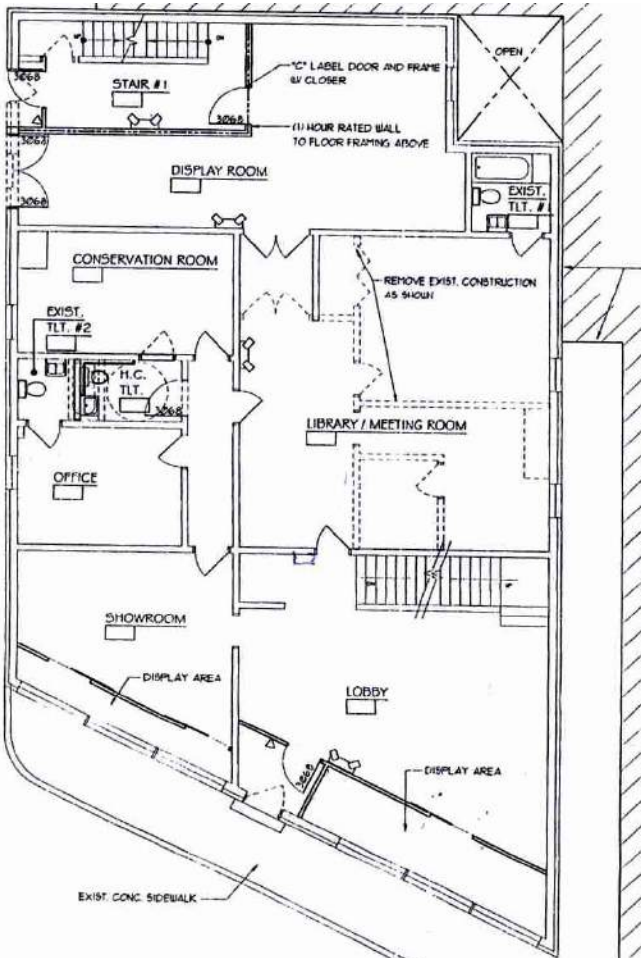 OPEN
3068
STAIR #1
"C" LABEL DOOR AND FRAME
W/ CLOSER
3068
(1) HOUR RATED WALL
TO FLOOR FRAMING ABOVE
3068
DISPLAY ROOM
3068
EXIST.
TLT. #1
CONSERVATION ROOM
REMOVE EXIST. CONSTRUCTION
AS SHOWN
EXIST.
TLT. #2
H.C.
TLT.
3068
LIBRARY / MEETING ROOM
OFFICE
SHOWROOM
DISPLAY AREA
LOBBY
3068
DISPLAY AREA
EXIST. CONC. SIDEWALK